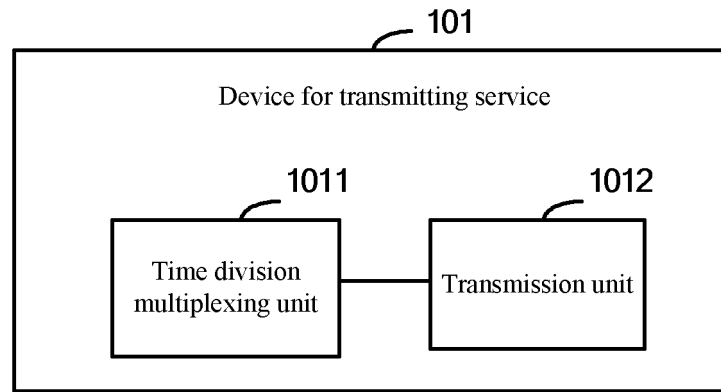 101
Device for transmitting service
1011
1012
Time division
multiplexing unit
Transmission unit